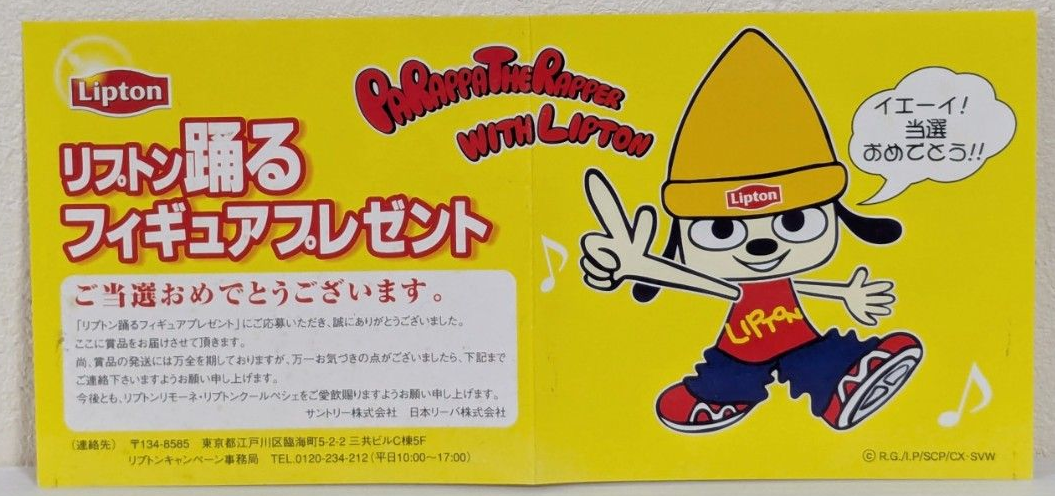 Lipton
リプトン踊る
フィギュアプレゼント
ご当選おめでとうございます。
「リプトン踊るフィギュアプレゼント」にご応募いただき、誠にありがとうございました。
ここに賞品をお届けさせて頂きます。
尚、賞品の発送には万全を期しておりますが、万一お気づきの点がございましたら、下記まで
ご連絡下さいますようお願い申し上げます。
今後とも、リプトンリモーネ・リプトンクールペシェをご愛飲賜りますようお願い申し上げます。
サントリー株式会社 日本リーバ株式会社
(連絡先) 〒134-8585 東京都江戸川区臨海町5-2-2 三共ビルC棟5F
リプトンキャンペーン事務局 TEL.0120-234-212(平日10:00~17:00)
PARAPPA THE RAPPER
WITH LIPTON
イエーイ!
当選
おめでとう!!
Lipton
LIPTON
© R.G./I.P/SCP/CX·SVW